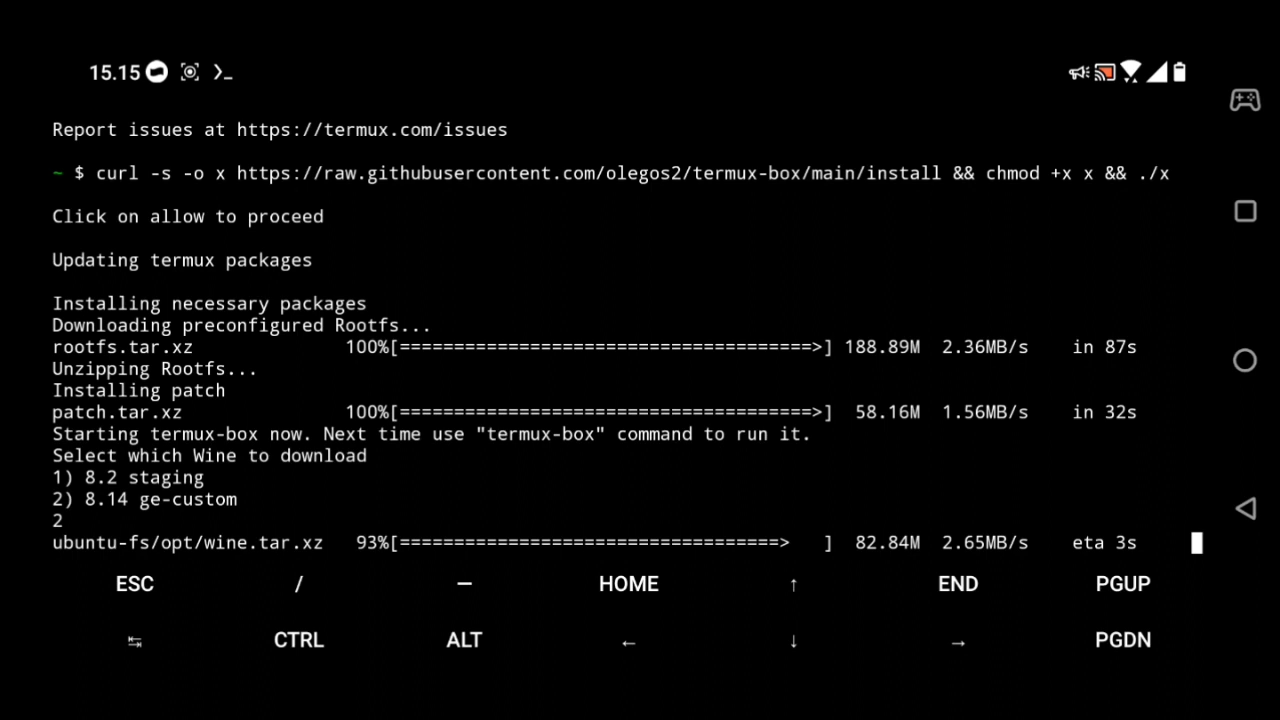 15.15
Report issues at https://termux.com/issues
~ $ curl -s -o x https://raw.githubusercontent.com/olegos2/termux-box/main/install && chmod +x x && ./x
Click on allow to proceed
Updating termux packages
Installing necessary packages
Downloading preconfigured Rootfs...
rootfs.tar.xz 100%[======================================>] 188.89M 2.36MB/s in 87s
Unzipping Rootfs...
Installing patch
patch.tar.xz 100%[======================================>] 58.16M 1.56MB/s in 32s
Starting termux-box now. Next time use "termux-box" command to run it.
Select which Wine to download
1) 8.2 staging
2) 8.14 ge-custom
2
ubuntu-fs/opt/wine.tar.xz 93%[===================================> ] 82.84M 2.65MB/s eta 3s
ESC / — HOME ↑ END PGUP
↹ CTRL ALT ← ↓ → PGDN